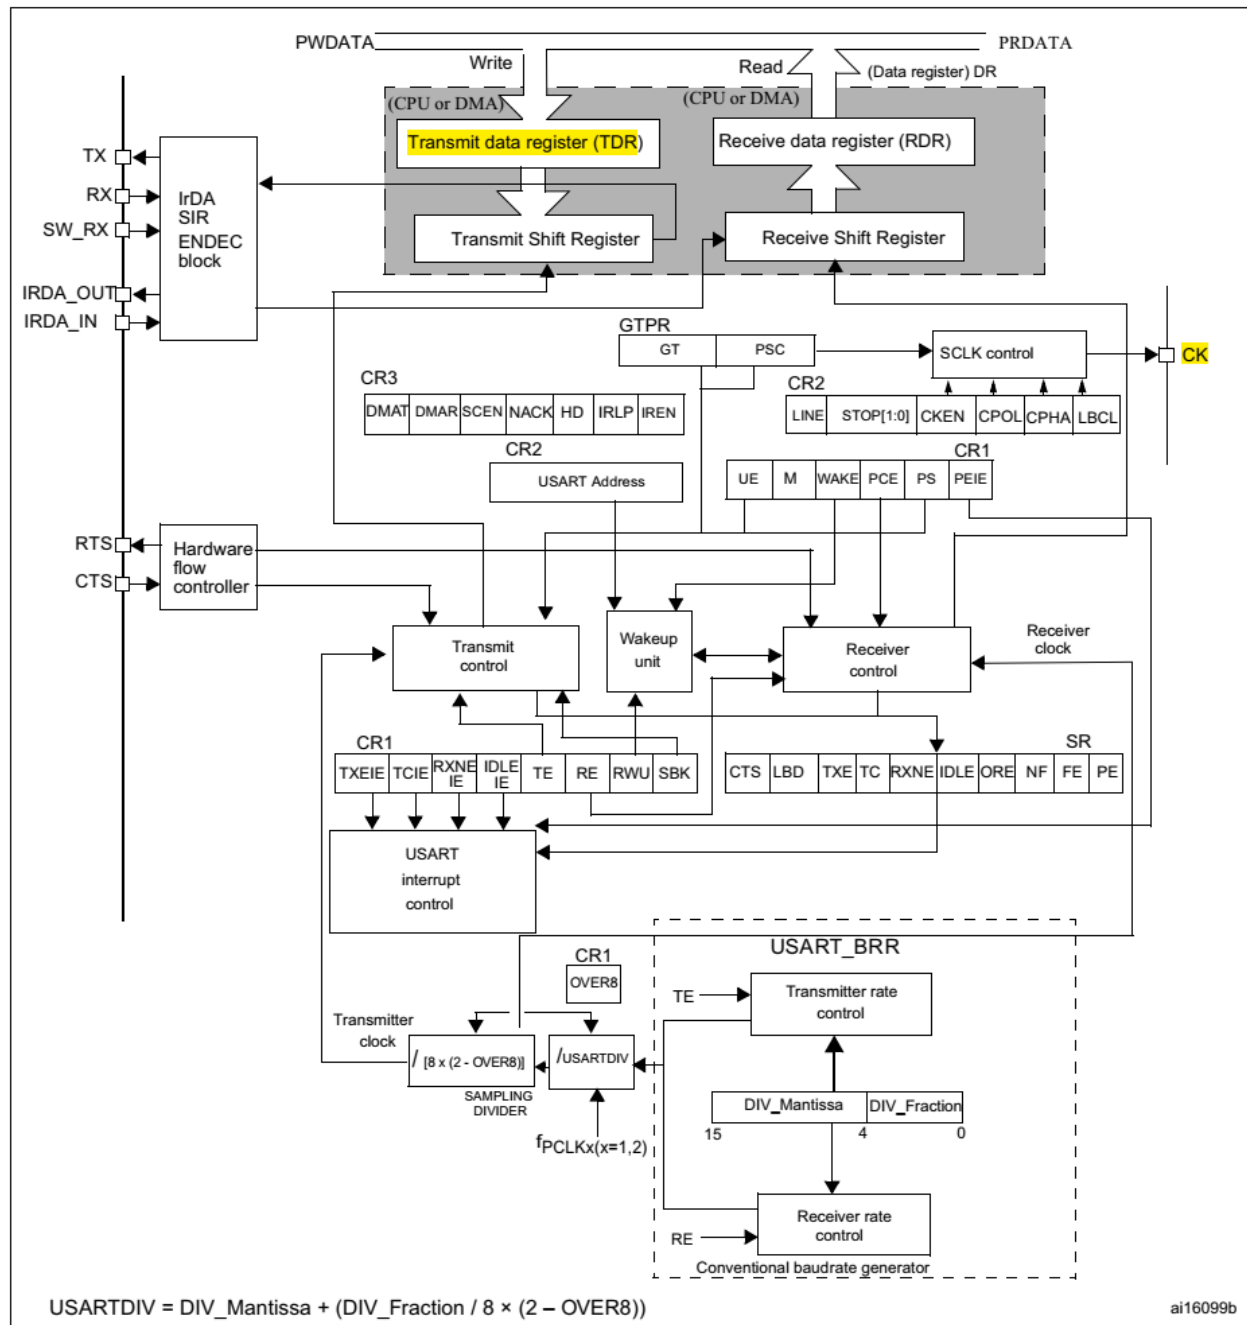 PWDATA
PRDATA
Write
Read
(Data register) DR
(CPU or DMA)
(CPU or DMA)
Transmit data register (TDR)
Receive data register (RDR)
TX
RX
SW_RX
IRDA_OUT
IRDA_IN
IrDA
SIR
ENDEC
block
Transmit Shift Register
Receive Shift Register
GTPR
GT
PSC
SCLK control
CK
CR3
DMAT DMAR SCEN NACK HD IRLP IREN
CR2
LINE STOP[1:0] CKEN CPOL CPHA LBCL
CR2
USART Address
CR1
UE M WAKE PCE PS PEIE
RTS
CTS
Hardware
flow
controller
Transmit
control
Wakeup
unit
Receiver
control
Receiver
clock
CR1
TXEIE TCIE RXNE IE IDLE IE TE RE RWU SBK
SR
CTS LBD TXE TC RXNE IDLE ORE NF FE PE
USART
interrupt
control
USART_BRR
CR1
OVER8
TE
Transmitter rate
control
Transmitter
clock
/ [8 x (2 - OVER8)]
/USARTDIV
SAMPLING
DIVIDER
fPCLKx(x=1,2)
DIV_Mantissa DIV_Fraction
15 4 0
RE
Receiver rate
control
Conventional baudrate generator
USARTDIV = DIV_Mantissa + (DIV_Fraction / 8 × (2 – OVER8))
ai16099b